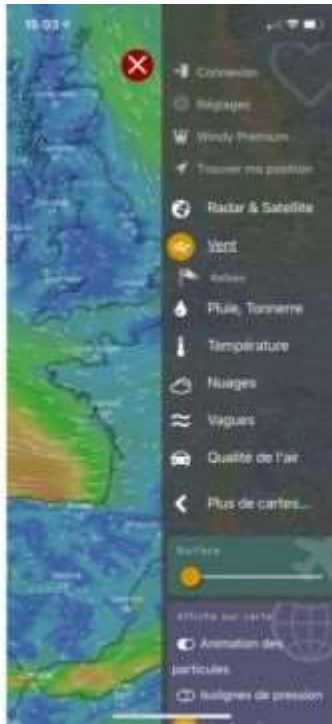 15:03
Connexion
Réglages
Windy Premium
Trouver ma position
Radar & Satellite
Vent
Rafales
Pluie, Tonnerre
Température
Nuages
Vagues
Qualité de l'air
Plus de cartes...
Surface
Affiche sur carte
Animation des
particules
Isolignes de pression